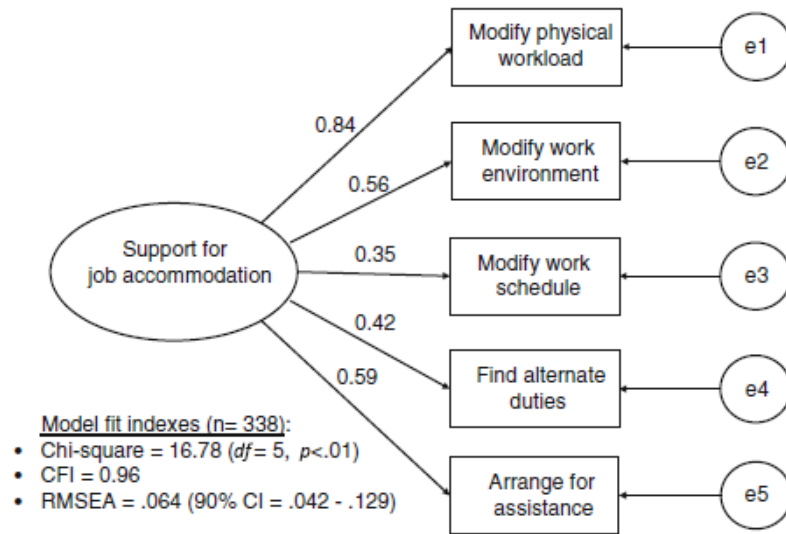 Modify physical
workload
e1
0.84
Modify work
environment
e2
0.56
Support for
job accommodation
0.35
Modify work
schedule
e3
0.42
Find alternate
duties
e4
0.59
Arrange for
assistance
e5
Model fit indexes (n= 338):
• Chi-square = 16.78 (df= 5, p<.01)
• CFI = 0.96
• RMSEA = .064 (90% CI = .042 - .129)